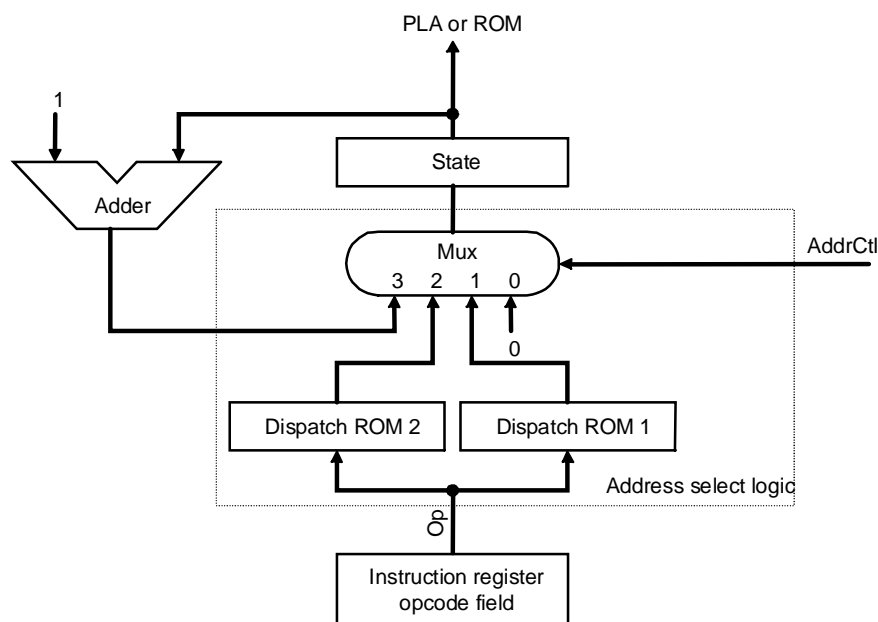 PLA or ROM
1
State
Adder
Mux
AddrCtl
3 2 1 0
0
Dispatch ROM 2
Dispatch ROM 1
Address select logic
Op
Instruction register
opcode field